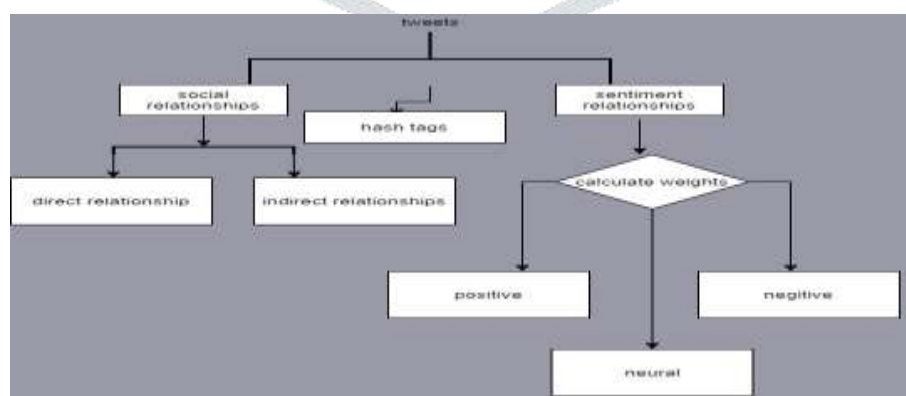 tweets
social
relationships
sentiment
relationships
hash tags
calculate weights
direct relationship
indirect relationships
positive
negitive
neural